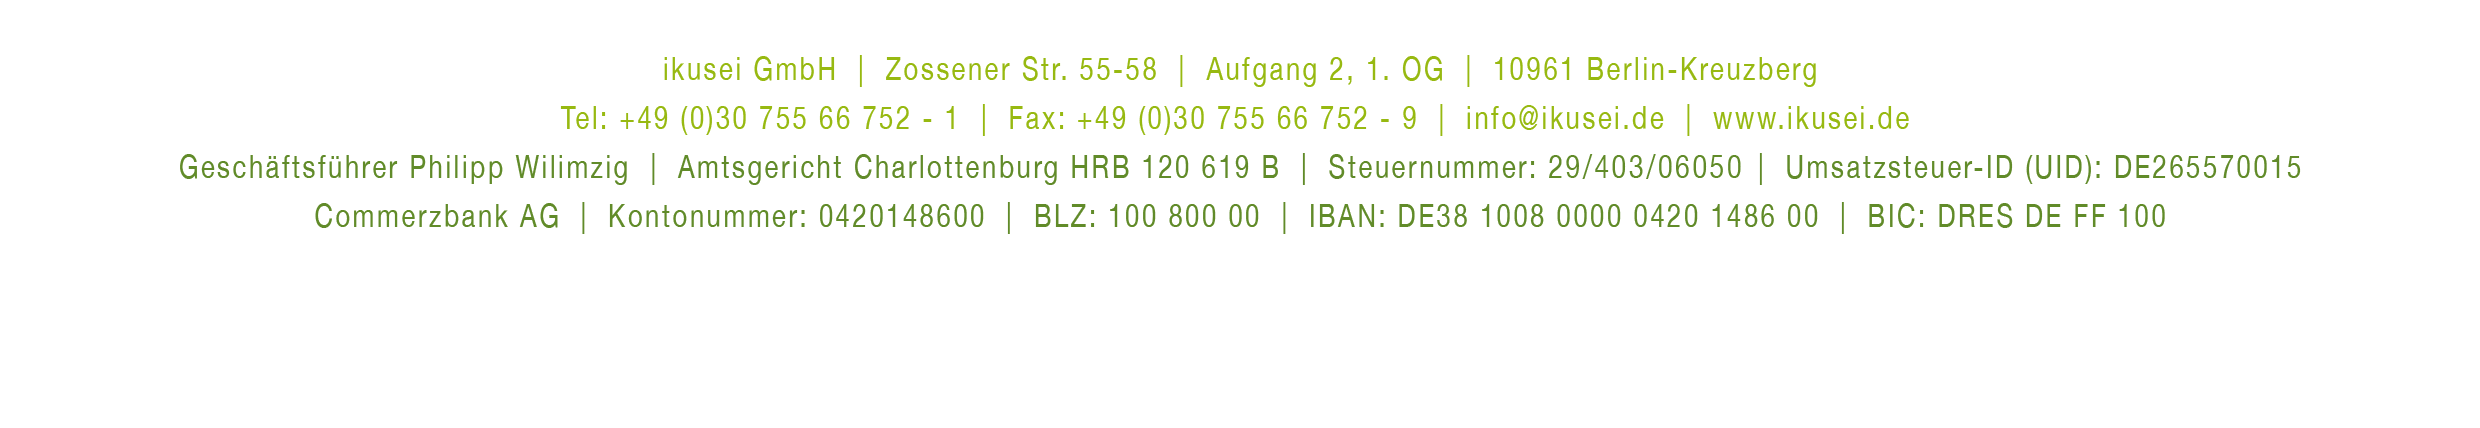 ikusei GmbH | Zossener Str. 55-58 | Aufgang 2, 1. OG | 10961 Berlin-Kreuzberg
Tel: +49 (0)30 755 66 752 - 1 | Fax: +49 (0)30 755 66 752 - 9 | info@ikusei.de | www.ikusei.de
Geschäftsführer Philipp Wilimzig | Amtsgericht Charlottenburg HRB 120 619 B | Steuernummer: 29/403/06050 | Umsatzsteuer-ID (UID): DE265570015
Commerzbank AG | Kontonummer: 0420148600 | BLZ: 100 800 00 | IBAN: DE38 1008 0000 0420 1486 00 | BIC: DRES DE FF 100